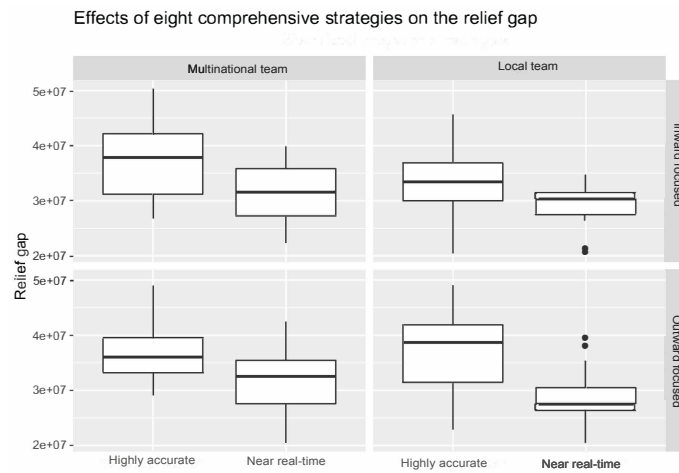 Effects of eight comprehensive strategies on the relief gap
Multinational team
Local team
5e+07
4e+07
3e+07
2e+07
Inward focused
5e+07
4e+07
3e+07
2e+07
Outward focused
Relief gap
Highly accurate
Near real-time
Highly accurate
Near real-time